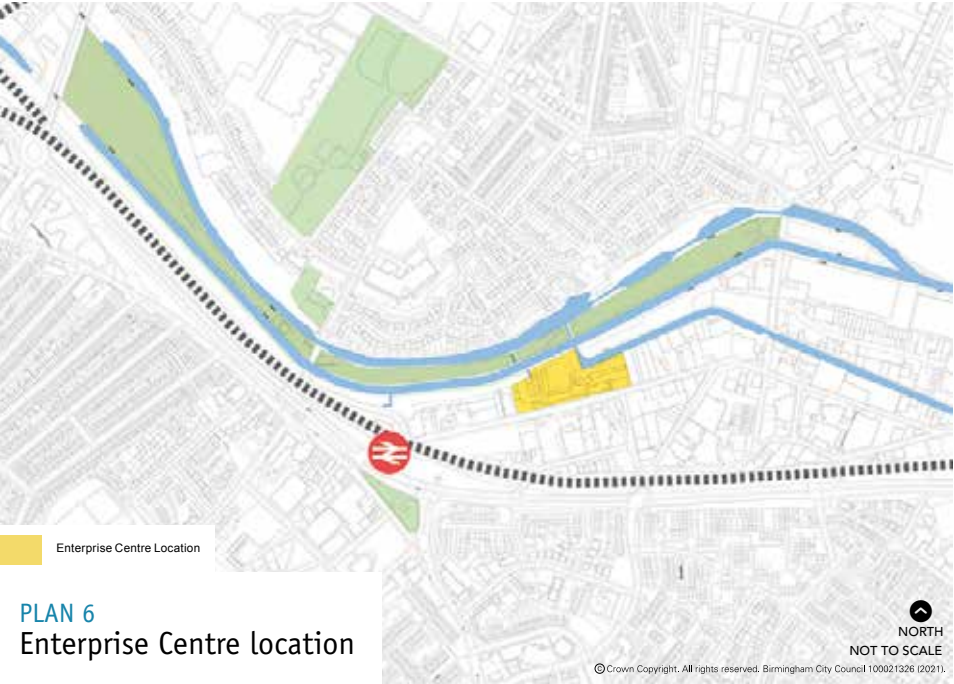 Enterprise Centre Location
PLAN 6
Enterprise Centre location
NORTH
NOT TO SCALE
© Crown Copyright. All rights reserved. Birmingham City Council 100021326 (2021).